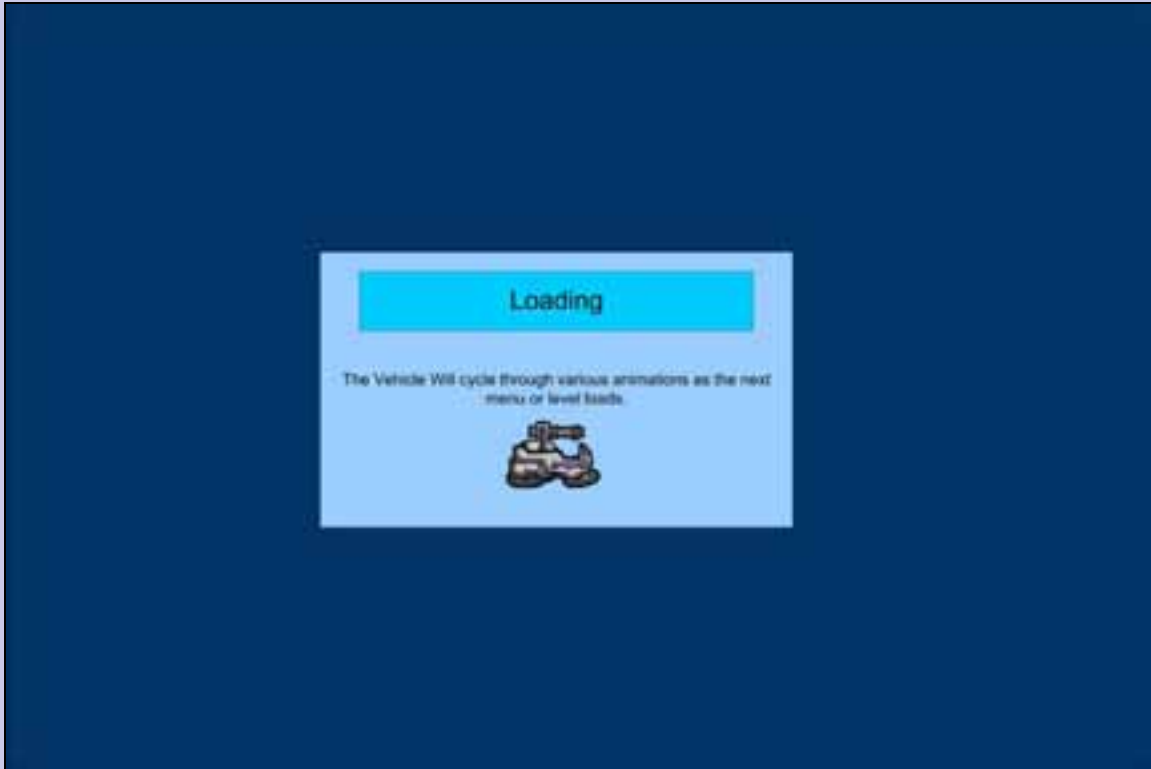 Loading
The Vehicle Will cycle through various animations as the next
menu or level loads.